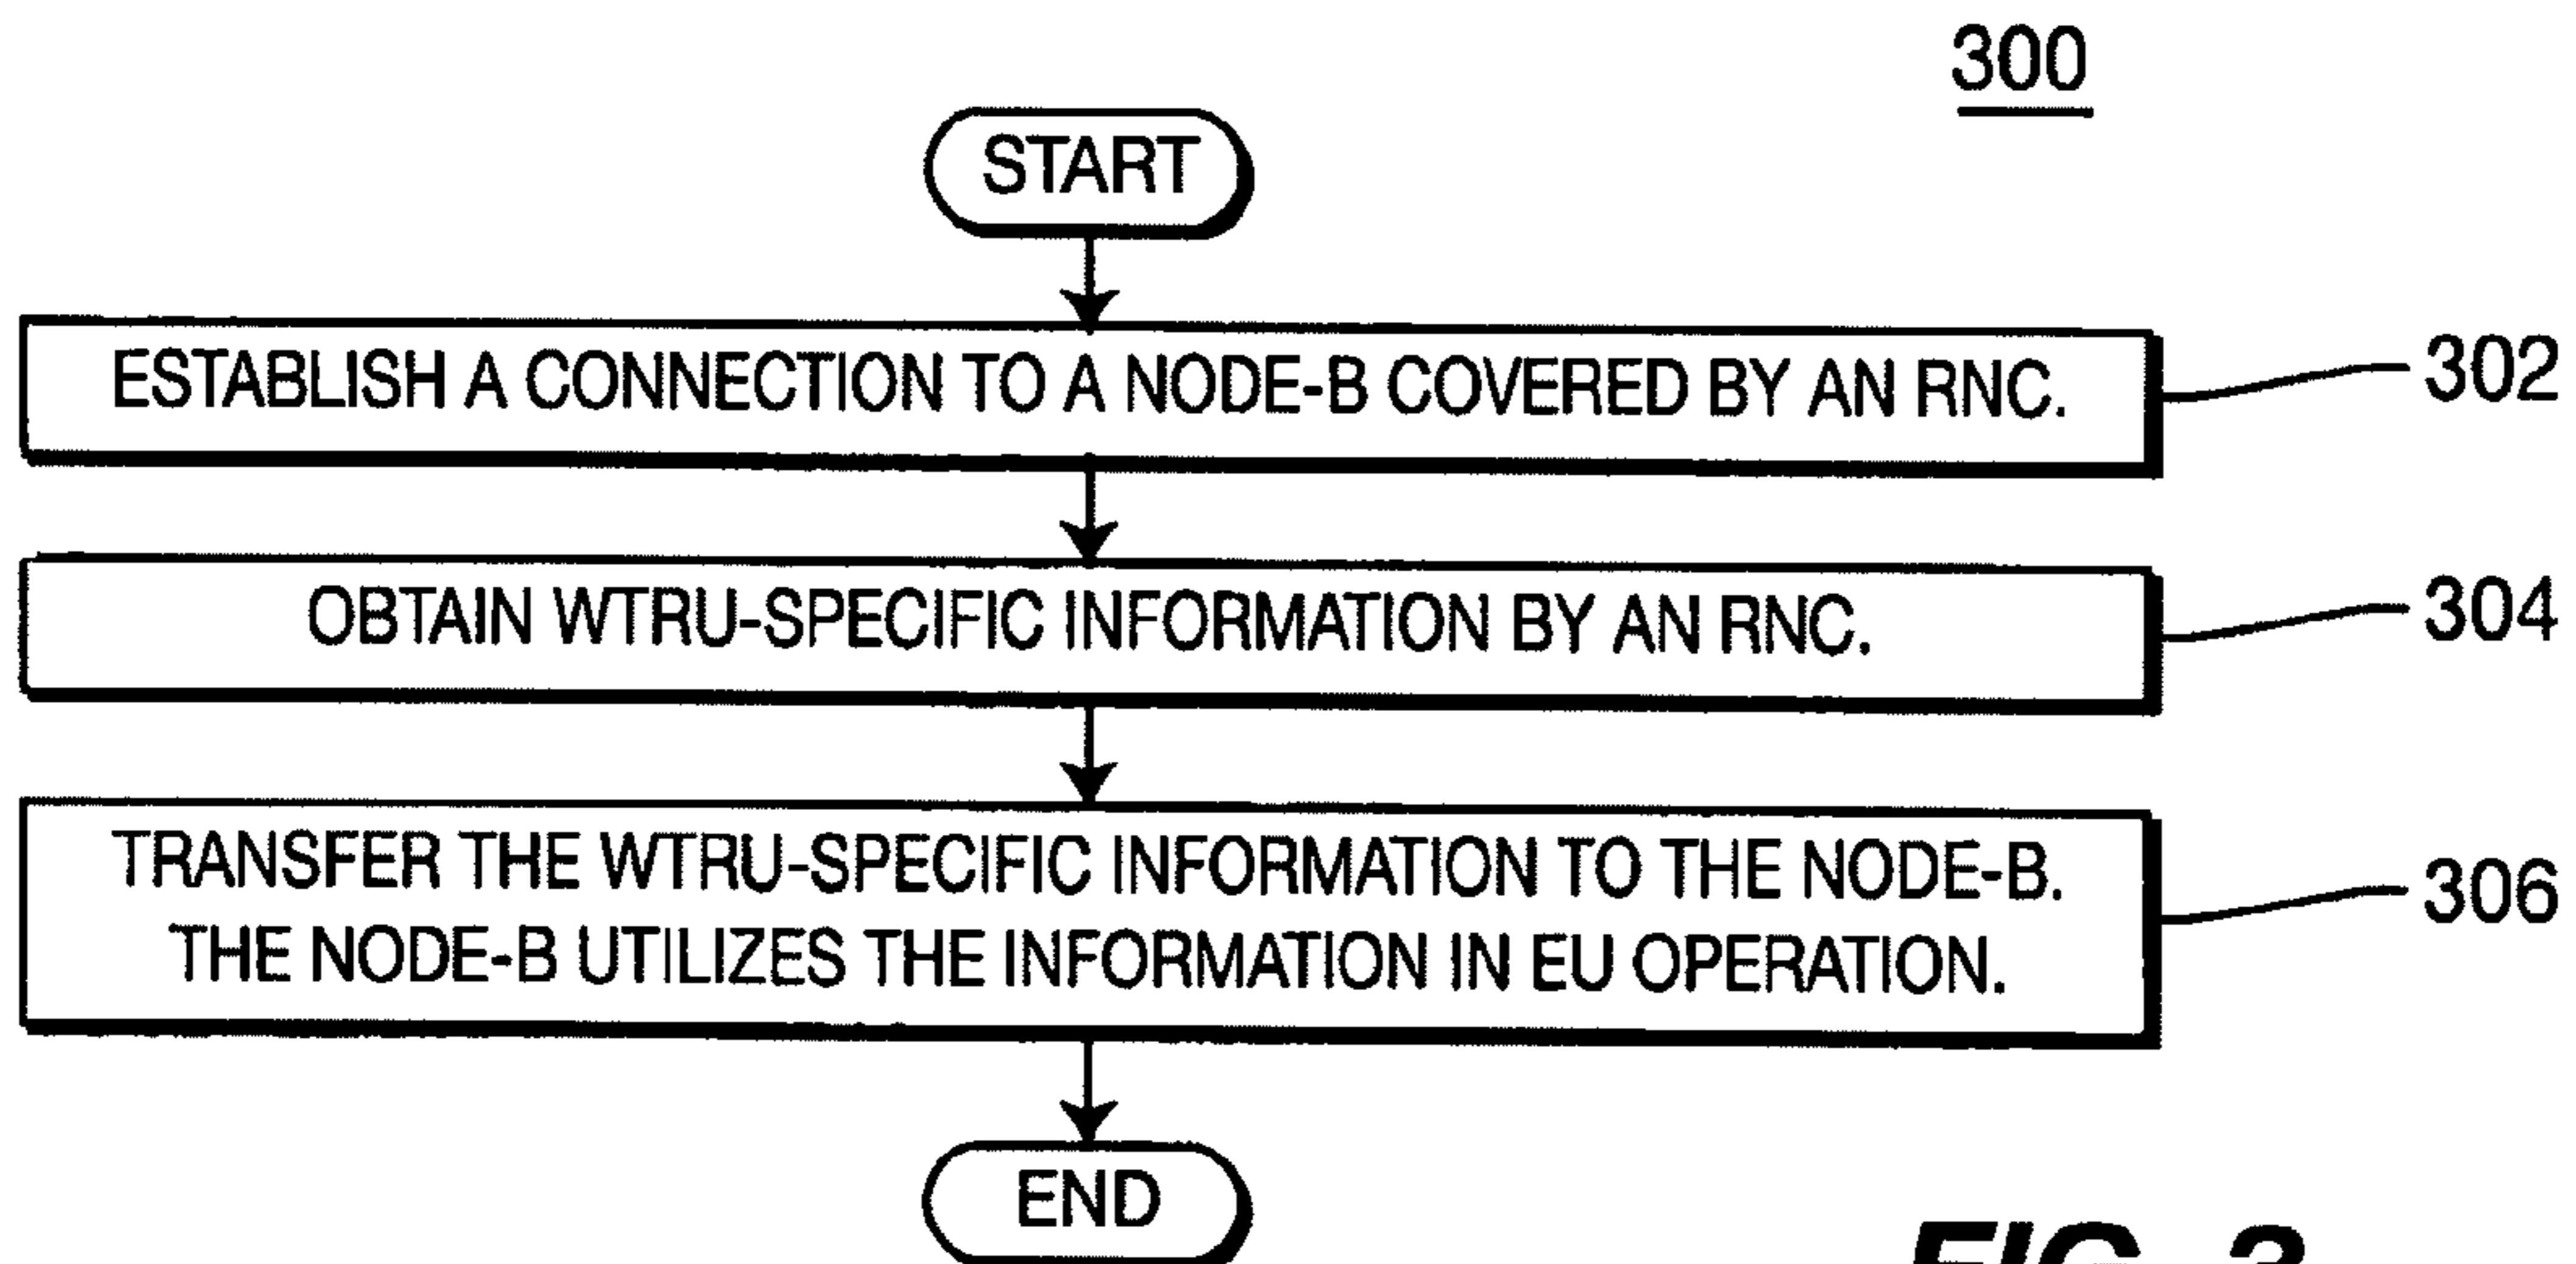 300
START
ESTABLISH A CONNECTION TO A NODE-B COVERED BY AN RNC.
302
OBTAIN WTRU-SPECIFIC INFORMATION BY AN RNC.
304
TRANSFER THE WTRU-SPECIFIC INFORMATION TO THE NODE-B.
THE NODE-B UTILIZES THE INFORMATION IN EU OPERATION.
306
END